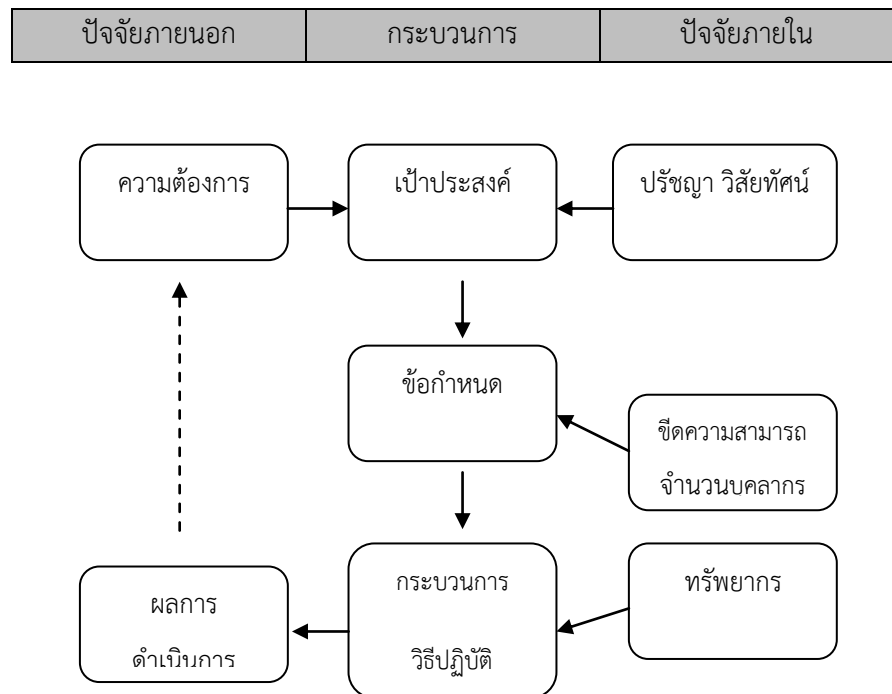 ปัจจัยภายนอก กระบวนการ ปัจจัยภายใน
ความต้องการ เป้าประสงค์ ปรัชญา วิสัยทัศน์
ข้อกำหนด
ขีดความสามารถ
จำนวนบคลากร
ผลการ
ดำเนินการ
กระบวนการ
วิธีปฏิบัติ
ทรัพยากร